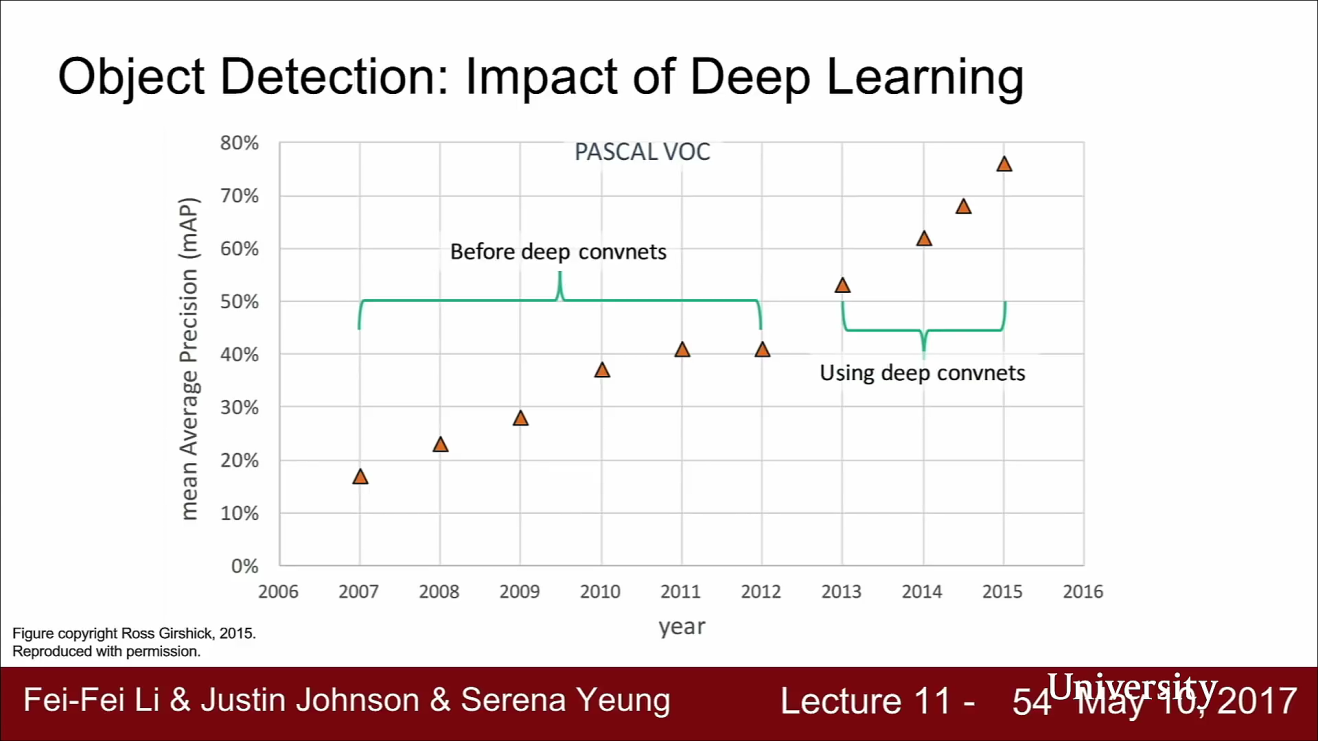 Object Detection: Impact of Deep Learning
PASCAL VOC
80%
70%
60%
50%
40%
30%
20%
10%
0%
mean Average Precision (mAP)
Before deep convnets
Using deep convnets
2006 2007 2008 2009 2010 2011 2012 2013 2014 2015 2016
year
Figure copyright Ross Girshick, 2015.
Reproduced with permission.
Fei-Fei Li & Justin Johnson & Serena Yeung
Lecture 11 - 54 May 10, 2017
University